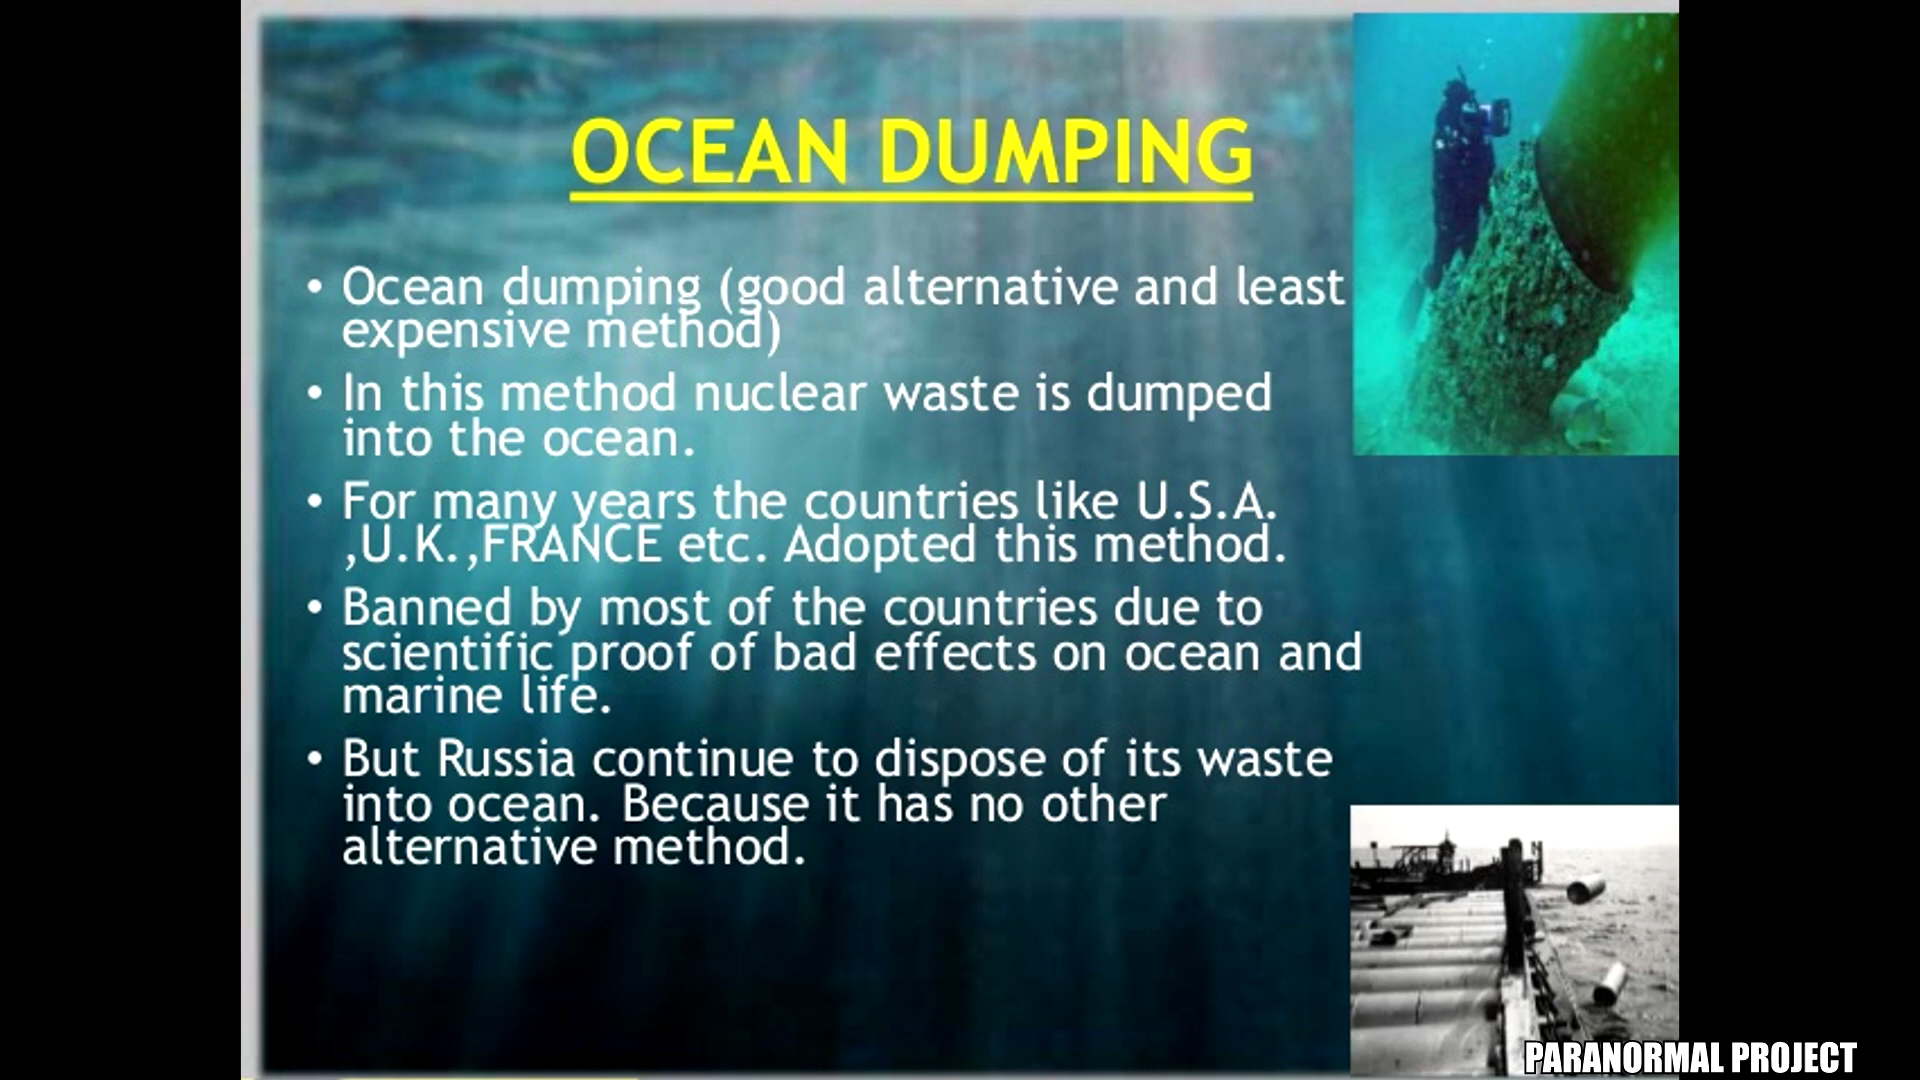 OCEAN DUMPING
• Ocean dumping (good alternative and least
expensive method)
• In this method nuclear waste is dumped
into the ocean.
• For many years the countries like U.S.A.
,U.K.,FRANCE etc. Adopted this method.
• Banned by most of the countries due to
scientific proof of bad effects on ocean and
marine life.
• But Russia continue to dispose of its waste
into ocean. Because it has no other
alternative method.
PARANORMAL PROJECT